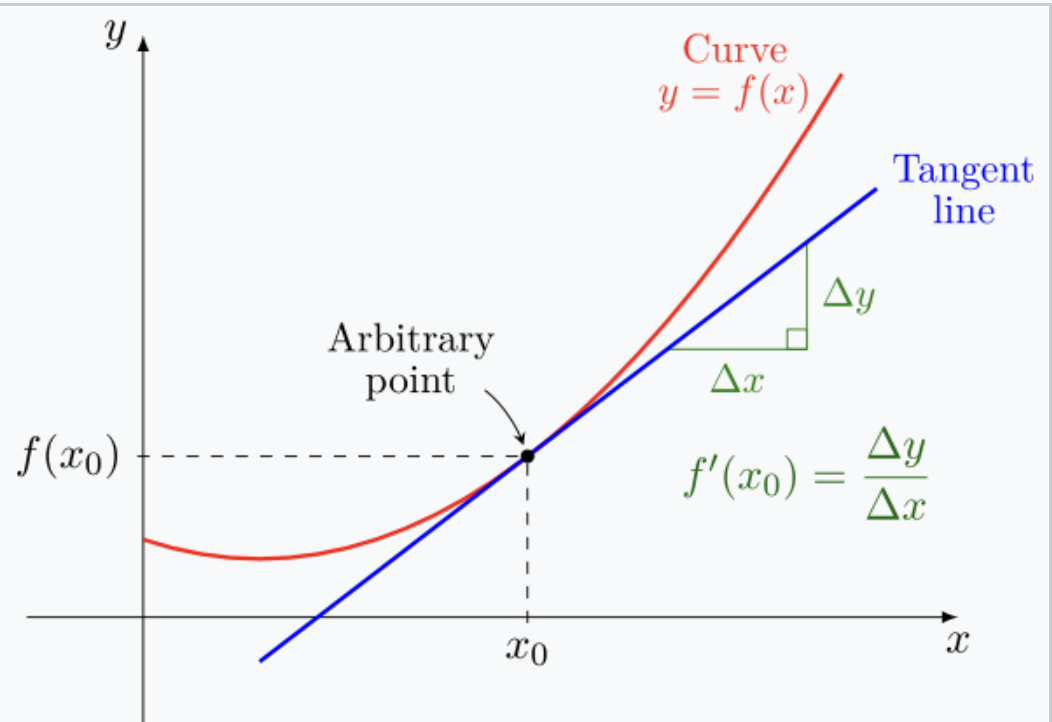 y
Curve
y = f(x)
Tangent
line
Δy
Arbitrary
point
Δx
f(x₀)
f′(x₀) = Δy/Δx
x₀
x